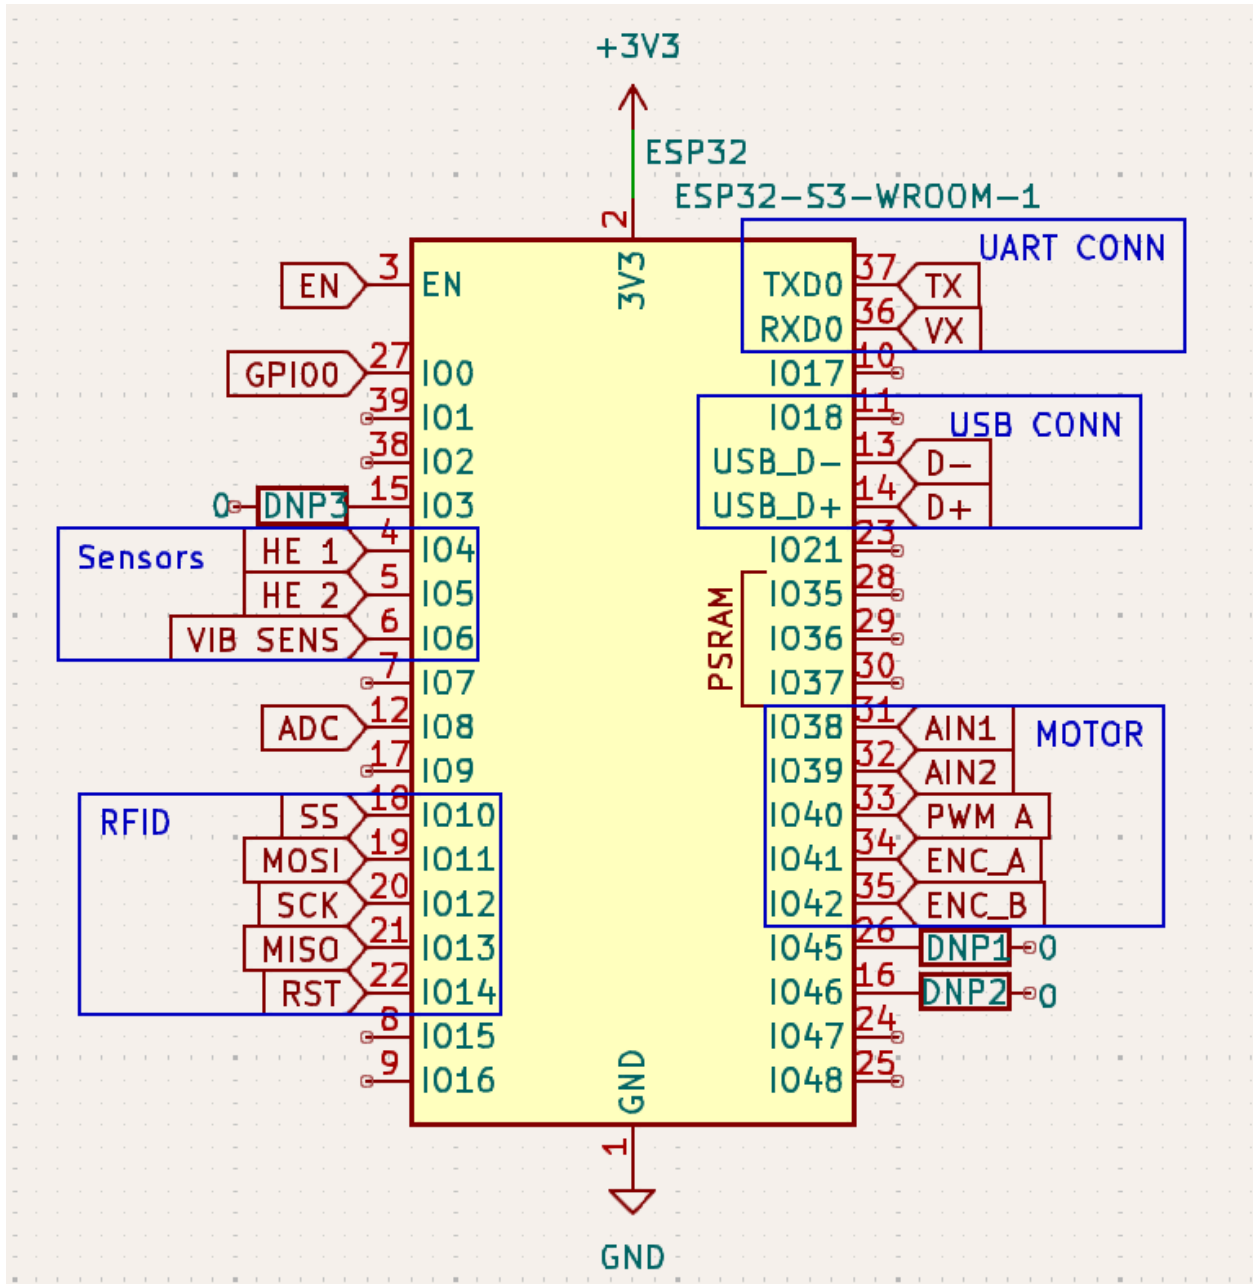 +3V3
ESP32
ESP32-S3-WROOM-1
2
3V3
UART CONN
EN 3 EN
TXD0 37 TX
RXD0 36 VX
GPIO0 27 IO0
IO17 10
39 IO1
IO18 11
USB CONN
38 IO2
USB_D- 13 D-
0 DNP3 15 IO3
USB_D+ 14 D+
Sensors
HE 1 4 IO4
IO21 23
HE 2 5 IO5
PSRAM
IO35 28
VIB SENS 6 IO6
IO36 29
7 IO7
IO37 30
ADC 12 IO8
IO38 31 AIN1
MOTOR
17 IO9
IO39 32 AIN2
RFID
SS 18 IO10
IO40 33 PWM A
MOSI 19 IO11
IO41 34 ENC_A
SCK 20 IO12
IO42 35 ENC_B
MISO 21 IO13
IO45 26 DNP1 0
RST 22 IO14
IO46 16 DNP2 0
8 IO15
IO47 24
9 IO16
IO48 25
GND
1
GND